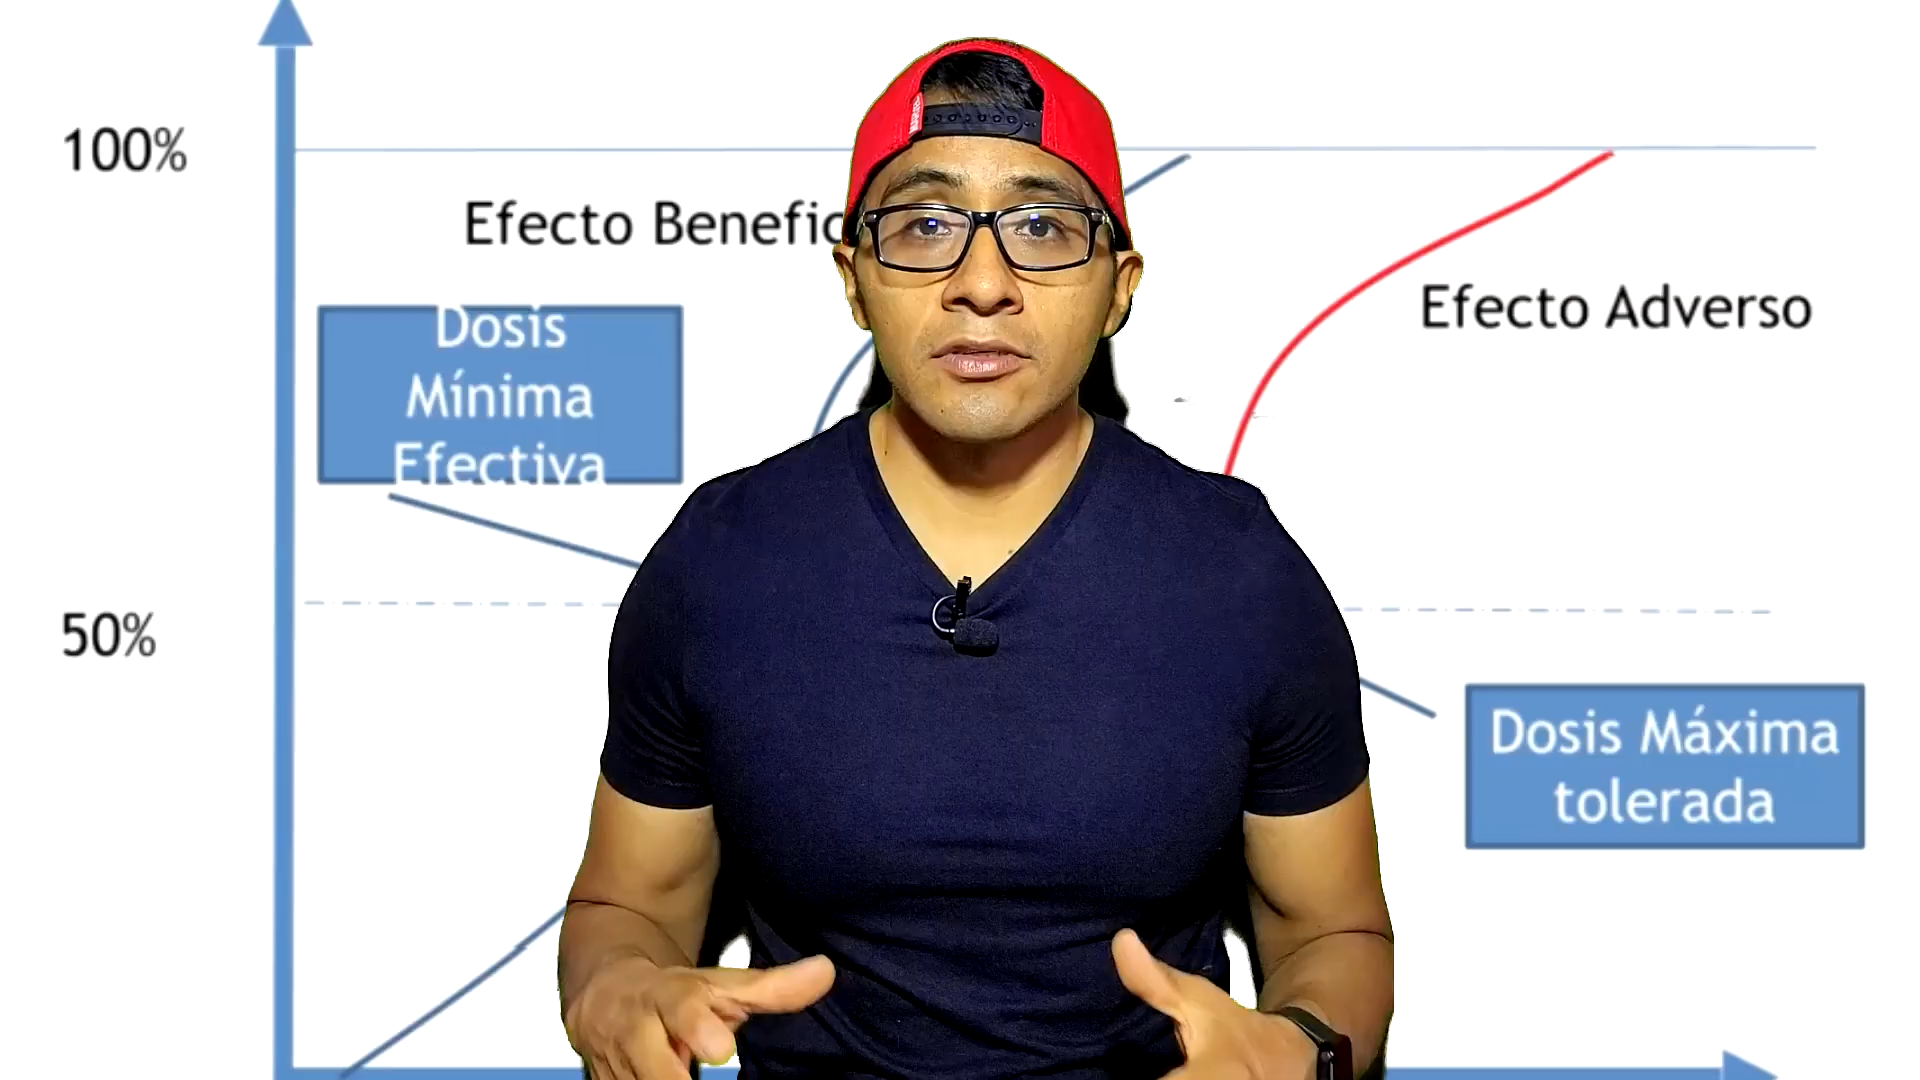 100%
Efecto Benefic
Efecto Adverso
Dosis
Mínima
Efectiva
50%
Dosis Máxima
tolerada